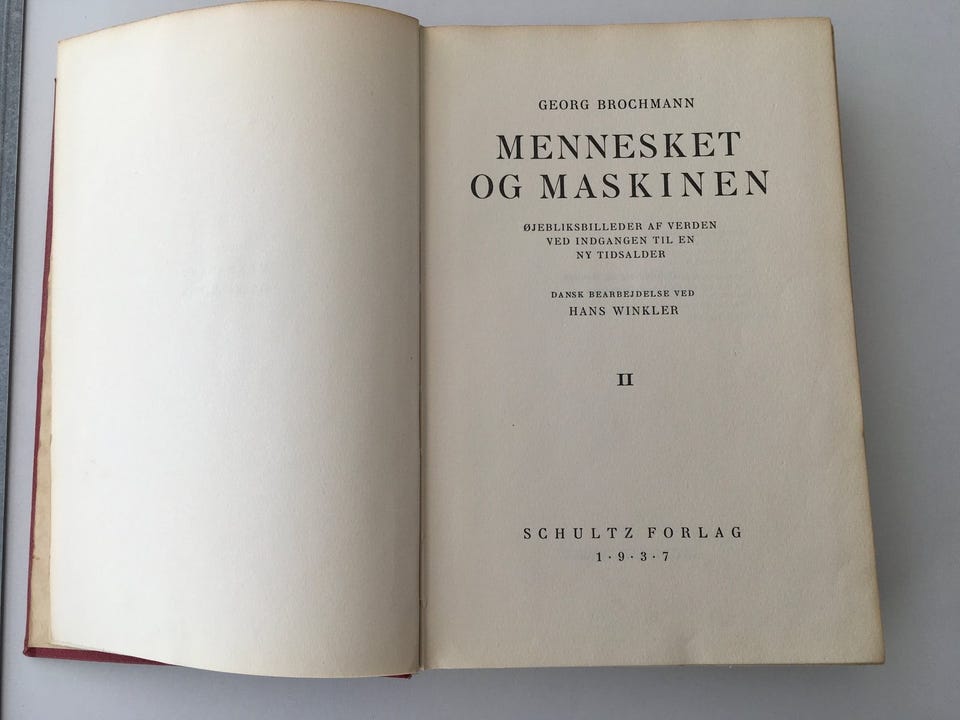 GEORG BROCHMANN
MENNESKET
OG MASKINEN
ØJEBLIKSBILLEDER AF VERDEN
VED INDGANGEN TIL EN
NY TIDSALDER
DANSK BEARBEJDELSE VED
HANS WINKLER
II
SCHULTZ FORLAG
1·9·3·7